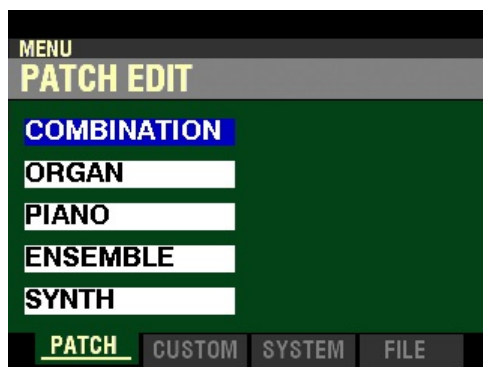 MENU
PATCH EDIT
COMBINATION
ORGAN
PIANO
ENSEMBLE
SYNTH
PATCH CUSTOM SYSTEM FILE